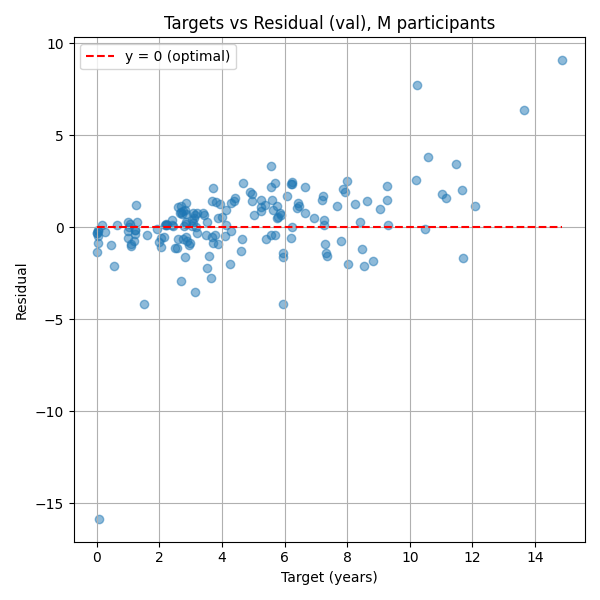 Targets vs Residual (val), M participants
y = 0 (optimal)
10
5
0
−5
−10
−15
Residual
0 2 4 6 8 10 12 14
Target (years)